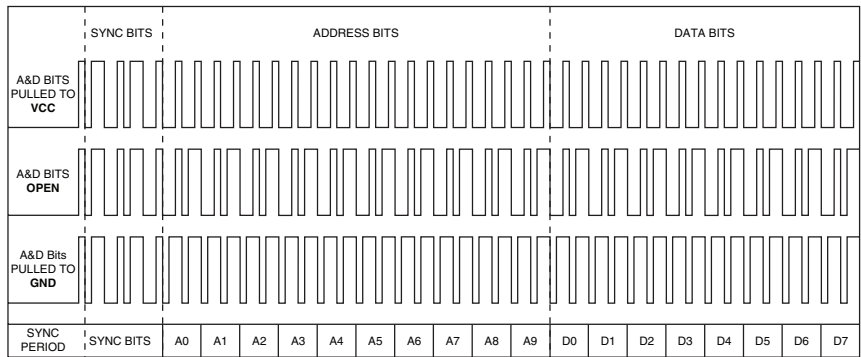 SYNC BITS ADDRESS BITS DATA BITS
A&D BITS
PULLED TO
VCC
A&D BITS
OPEN
A&D Bits
PULLED TO
GND
SYNC
PERIOD
SYNC BITS A0 A1 A2 A3 A4 A5 A6 A7 A8 A9 D0 D1 D2 D3 D4 D5 D6 D7